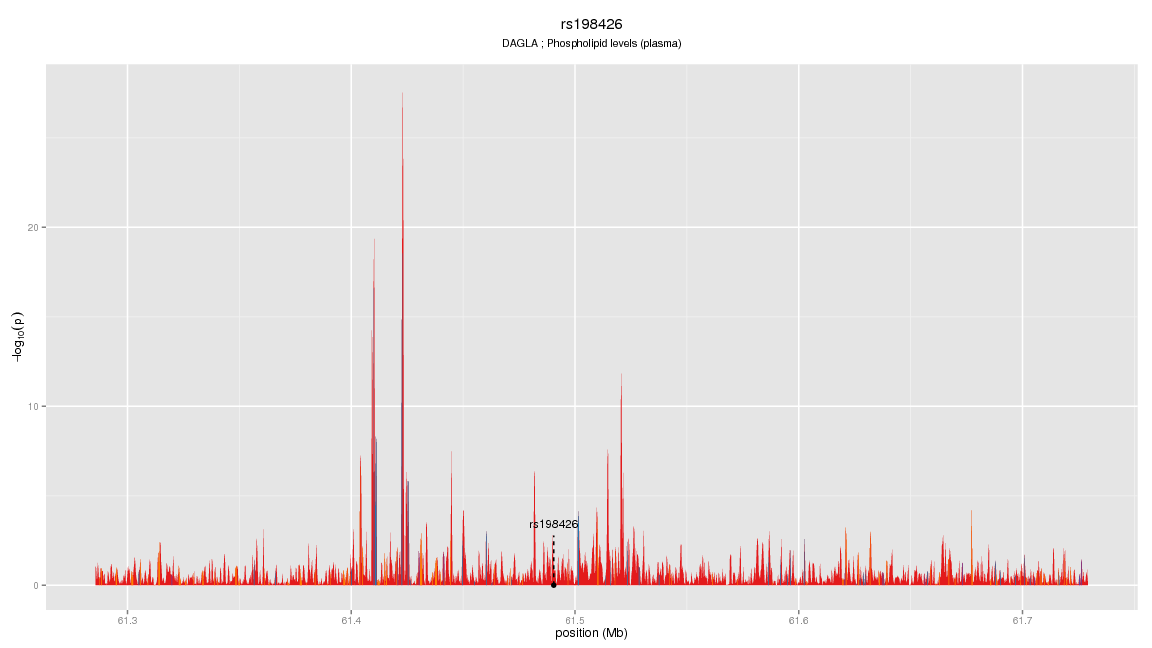 rs198426
DAGLA ; Phospholipid levels (plasma)
−log10(p)
20
10
0
rs198426
61.3
61.4
61.5
61.6
61.7
position (Mb)